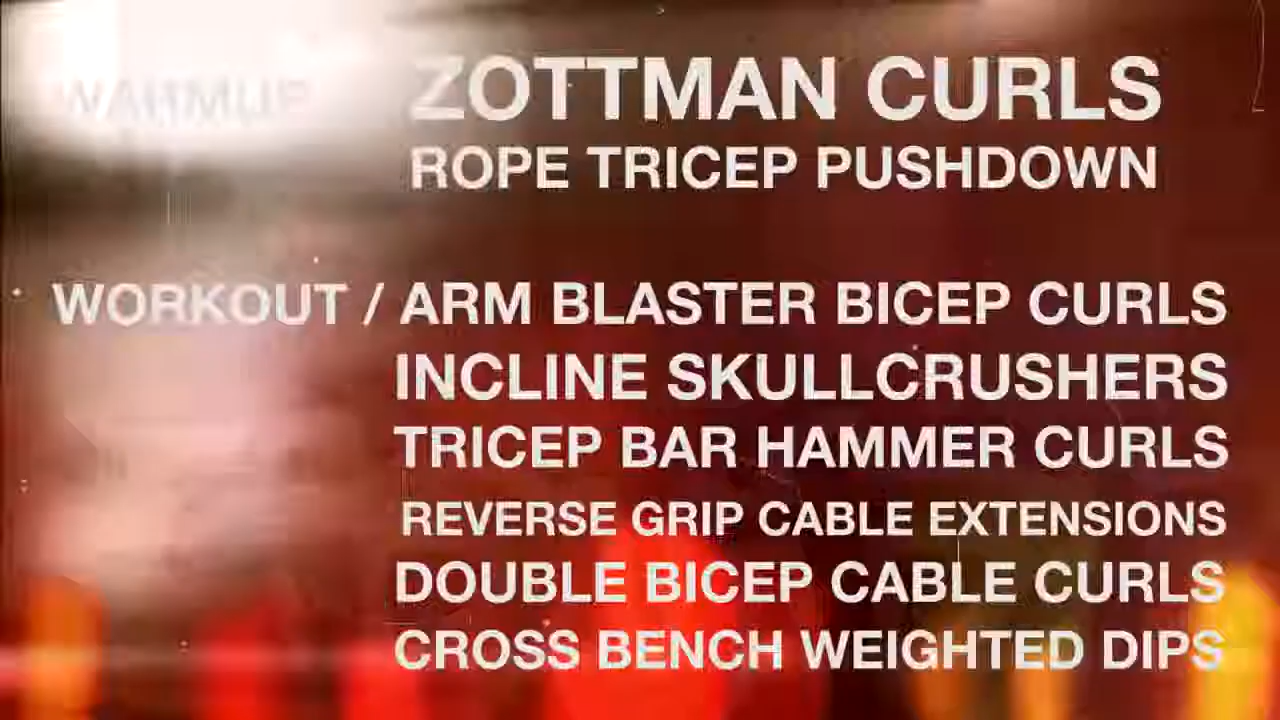 WARMUP ZOTTMAN CURLS
ROPE TRICEP PUSHDOWN
WORKOUT / ARM BLASTER BICEP CURLS
INCLINE SKULLCRUSHERS
TRICEP BAR HAMMER CURLS
REVERSE GRIP CABLE EXTENSIONS
DOUBLE BICEP CABLE CURLS
CROSS BENCH WEIGHTED DIPS